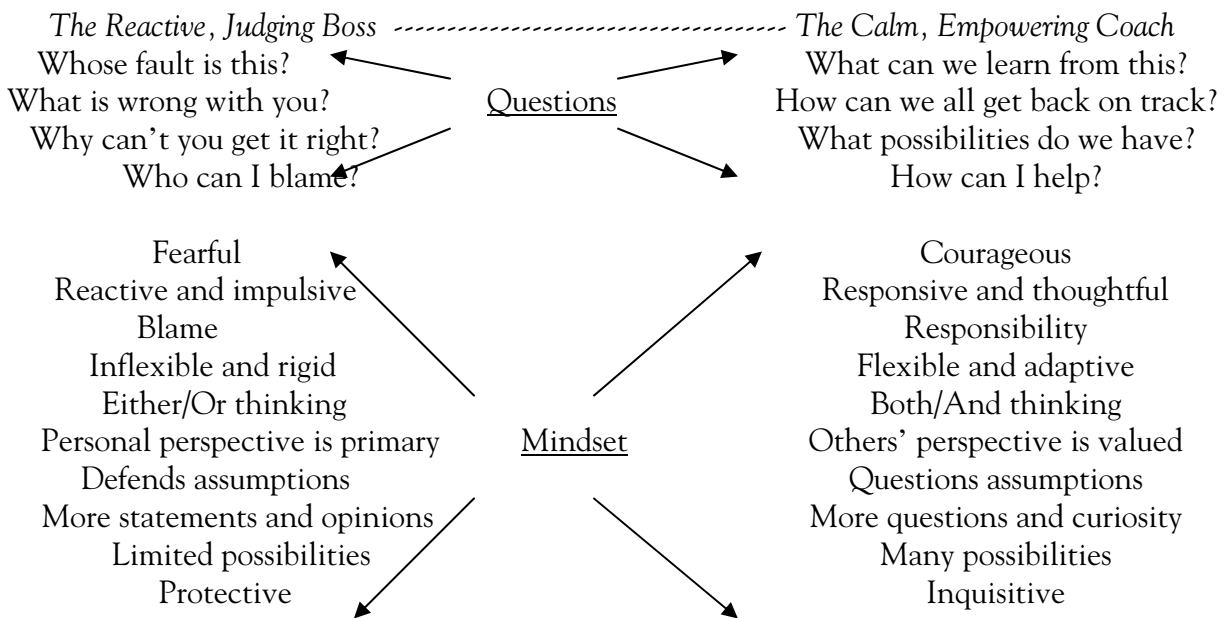 The Reactive, Judging Boss ---------------------------------------- The Calm, Empowering Coach
Whose fault is this? What can we learn from this?
What is wrong with you? Questions How can we all get back on track?
Why can't you get it right? What possibilities do we have?
Who can I blame? How can I help?
Fearful Courageous
Reactive and impulsive Responsive and thoughtful
Blame Responsibility
Inflexible and rigid Flexible and adaptive
Either/Or thinking Both/And thinking
Personal perspective is primary Mindset Others' perspective is valued
Defends assumptions Questions assumptions
More statements and opinions More questions and curiosity
Limited possibilities Many possibilities
Protective Inquisitive